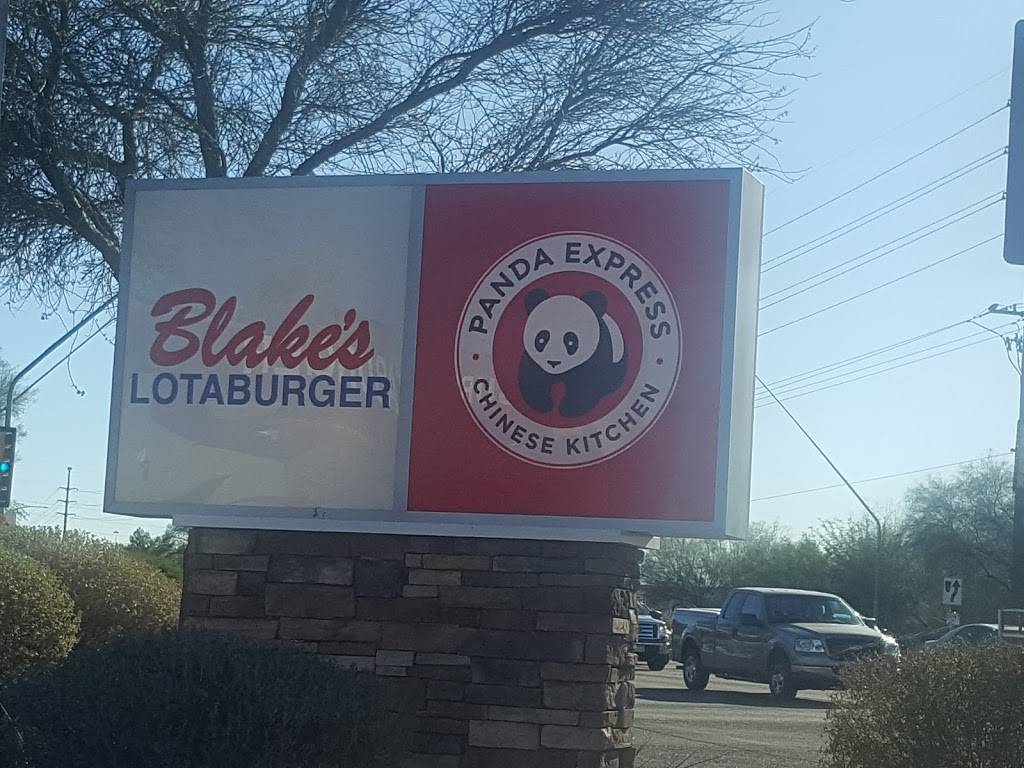 Blake's
LOTABURGER
PANDA EXPRESS
CHINESE KITCHEN